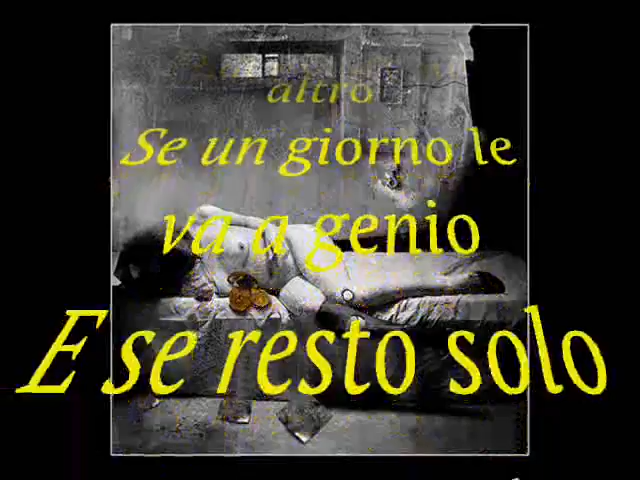 altro
Se un giorno le
va a genio
E se resto solo